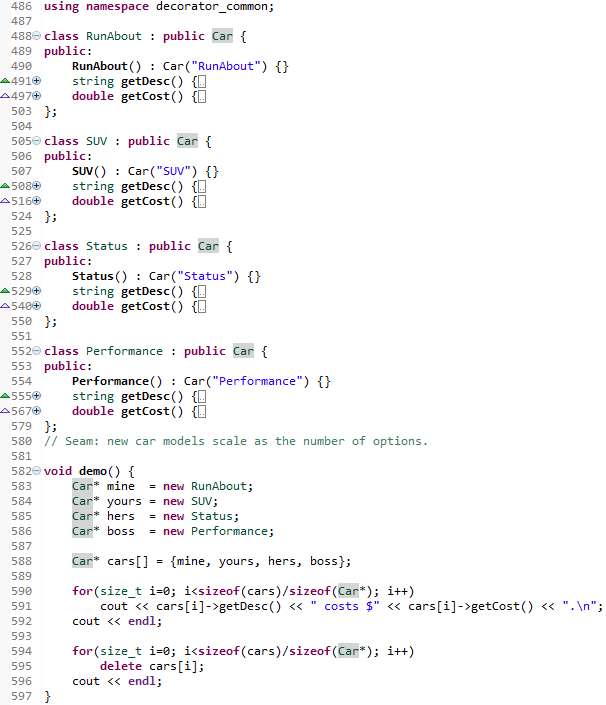 486 using namespace decorator_common;
487
488 class RunAbout : public Car {
489 public:
490     RunAbout() : Car("RunAbout") {}
491     string getDesc() {..
497     double getCost() {..
503 };
504
505 class SUV : public Car {
506 public:
507     SUV() : Car("SUV") {}
508     string getDesc() {..
516     double getCost() {..
524 };
525
526 class Status : public Car {
527 public:
528     Status() : Car("Status") {}
529     string getDesc() {..
540     double getCost() {..
550 };
551
552 class Performance : public Car {
553 public:
554     Performance() : Car("Performance") {}
555     string getDesc() {..
567     double getCost() {..
579 };
580 // Seam: new car models scale as the number of options.
581
582 void demo() {
583     Car* mine  = new RunAbout;
584     Car* yours = new SUV;
585     Car* hers  = new Status;
586     Car* boss  = new Performance;
587
588     Car* cars[] = {mine, yours, hers, boss};
589
590     for(size_t i=0; i<sizeof(cars)/sizeof(Car*); i++)
591         cout << cars[i]->getDesc() << " costs $" << cars[i]->getCost() << ".\n";
592     cout << endl;
593
594     for(size_t i=0; i<sizeof(cars)/sizeof(Car*); i++)
595         delete cars[i];
596     cout << endl;
597 }